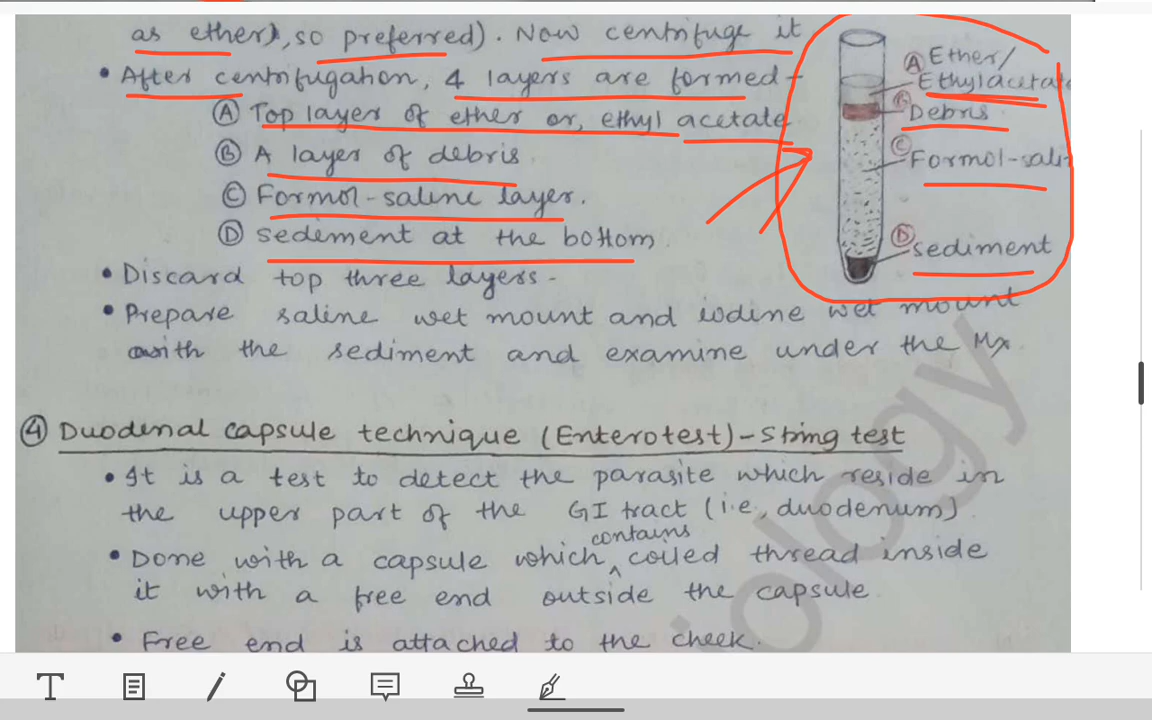 as ether), so preferred). Now centrifuge it
• After centrifugation, 4 layers are formed-
Ⓐ Top layer of ether or, ethyl acetate
Ⓑ A layer of debris.
Ⓒ Formol-saline layer.
Ⓓ sedement at the bottom.
Ⓐ Ether/
Ethylacetate
Ⓑ Debris
Ⓒ Formol-sali
Ⓓ sediment
• Discard top three layers-
• Prepare saline wet mount and iodine wet mount
with the sediment and examine under the Mx
④ Duodenal capsule technique (Enterotest)-String test
• It is a test to detect the parasite which reside in
the upper part of the GI tract (i.e., duodenum)
contains
• Done with a capsule which ^ coiled thread inside
it with a free end outside the capsule
• Free end is attached to the cheek.
iology
T